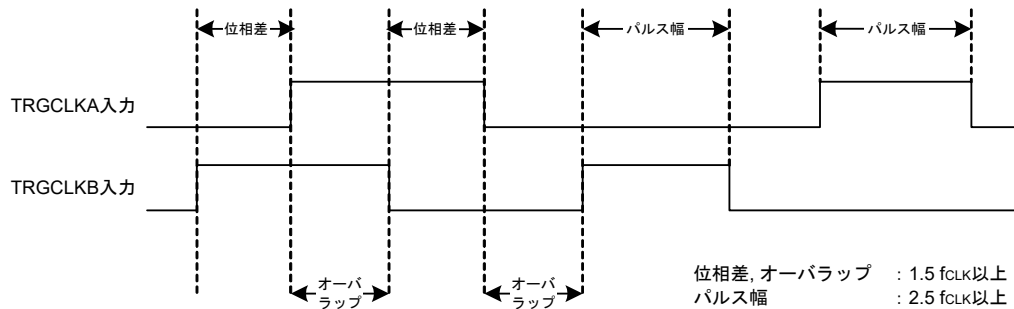 位相差 位相差 パルス幅 パルス幅
TRGCLKA入力
TRGCLKB入力
オーバ
ラップ
オーバ
ラップ
位相差, オーバラップ : 1.5 fCLK以上
パルス幅 : 2.5 fCLK以上